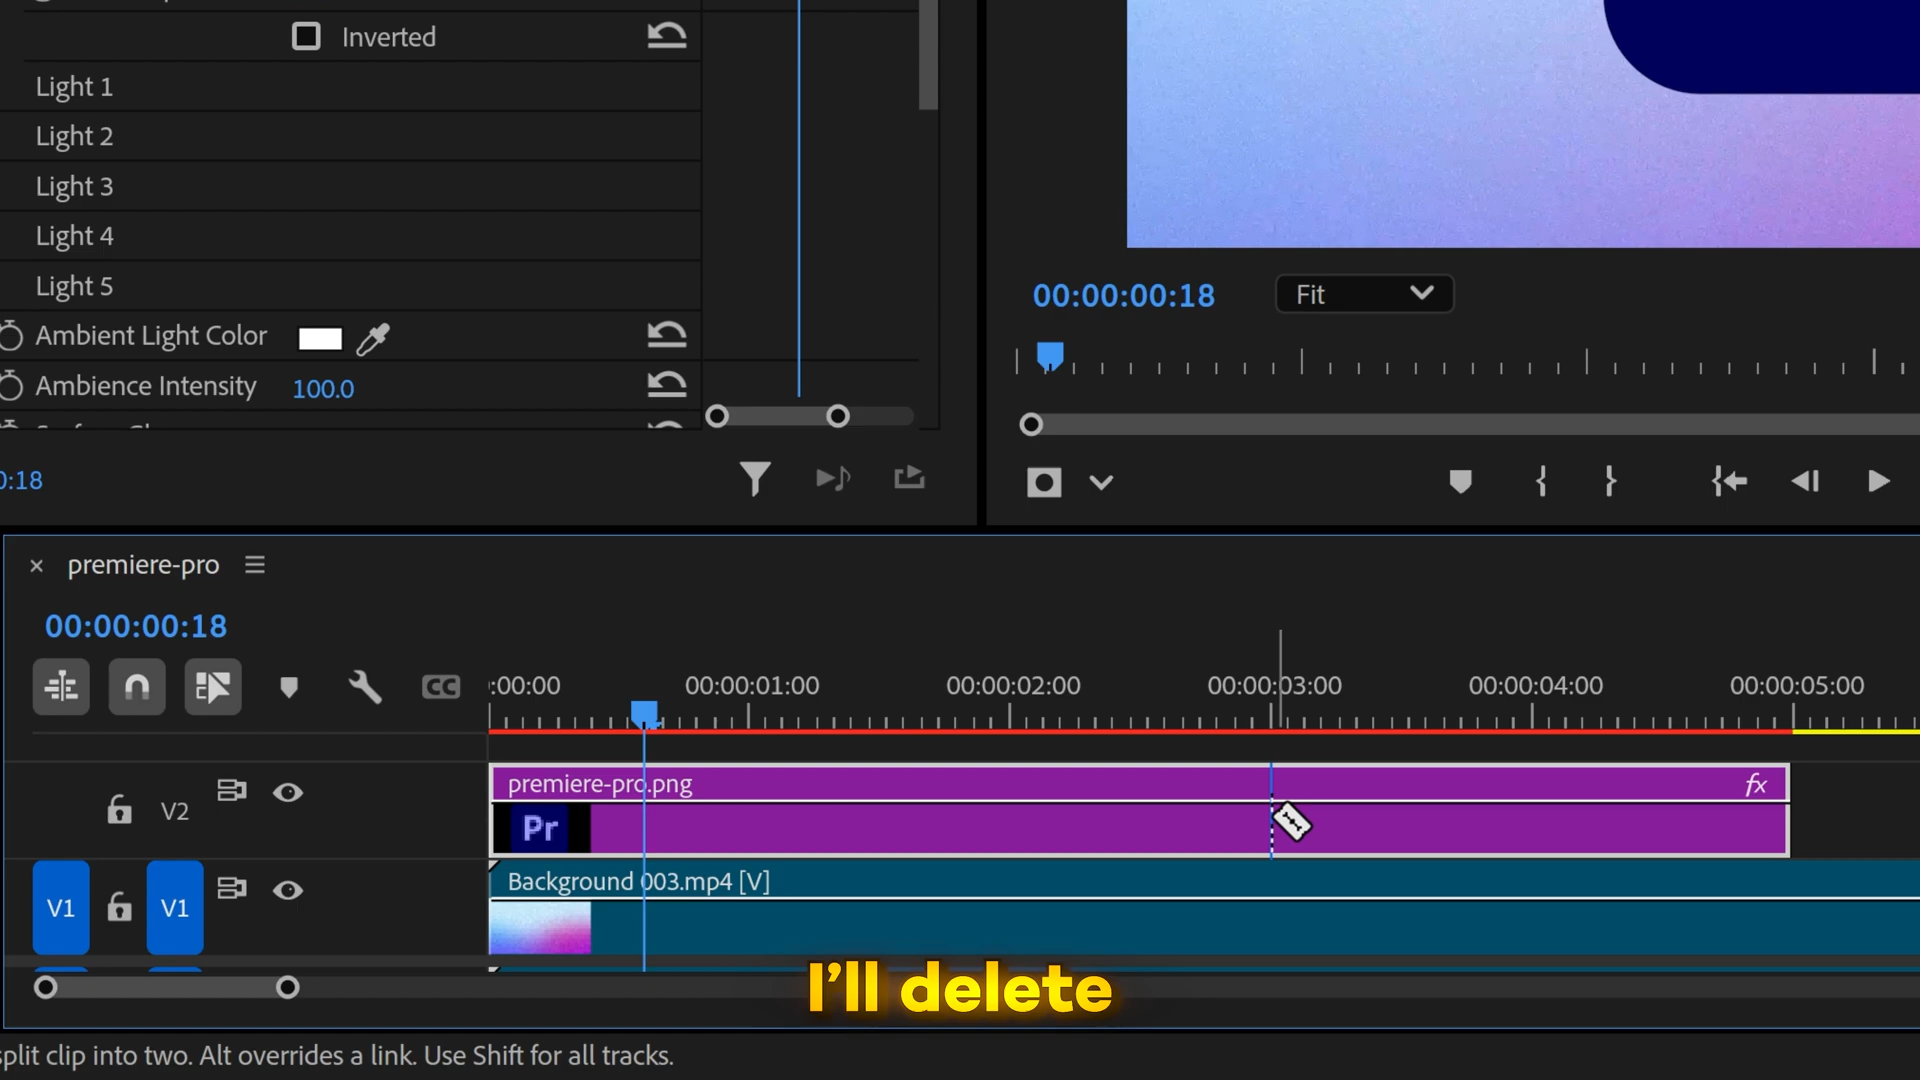 Inverted
Light 1
Light 2
Light 3
Light 4
Light 5
Ambient Light Color
Ambience Intensity 100.0
0:18
00:00:00:18 Fit
premiere-pro
00:00:00:18
CC
:00:00 00:00:01:00 00:00:02:00 00:00:03:00 00:00:04:00 00:00:05:00
premiere-pro.png fx
V2
Pr
V1 V1
Background 003.mp4 [V]
I'll delete
split clip into two. Alt overrides a link. Use Shift for all tracks.